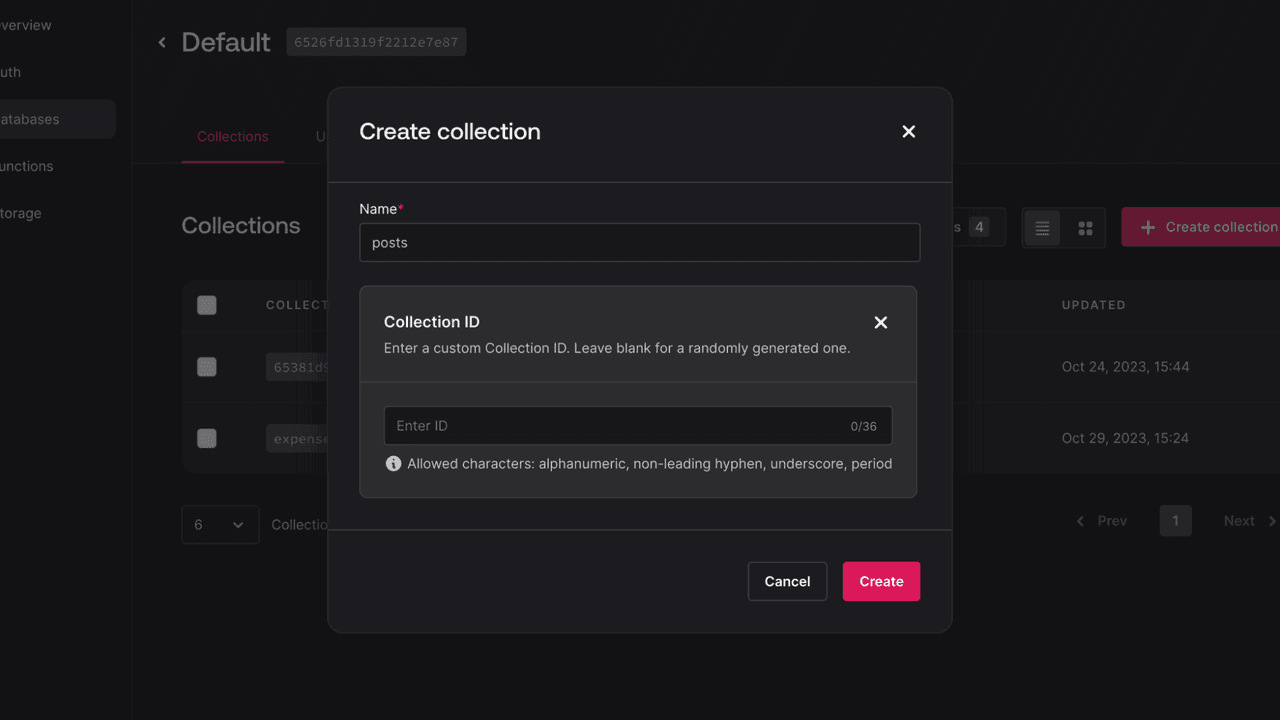 verview
Default 6526fd1319f2212e7e87
uth
atabases
Collections U
unctions
torage
Create collection
Name*
posts
Collections
s 4
Create collection
Collection ID
Enter a custom Collection ID. Leave blank for a randomly generated one.
Enter ID 0/36
Allowed characters: alphanumeric, non-leading hyphen, underscore, period
COLLECT UPDATED
65381d9 Oct 24, 2023, 15:44
expense Oct 29, 2023, 15:24
6 Collectio
Prev 1 Next
Cancel Create